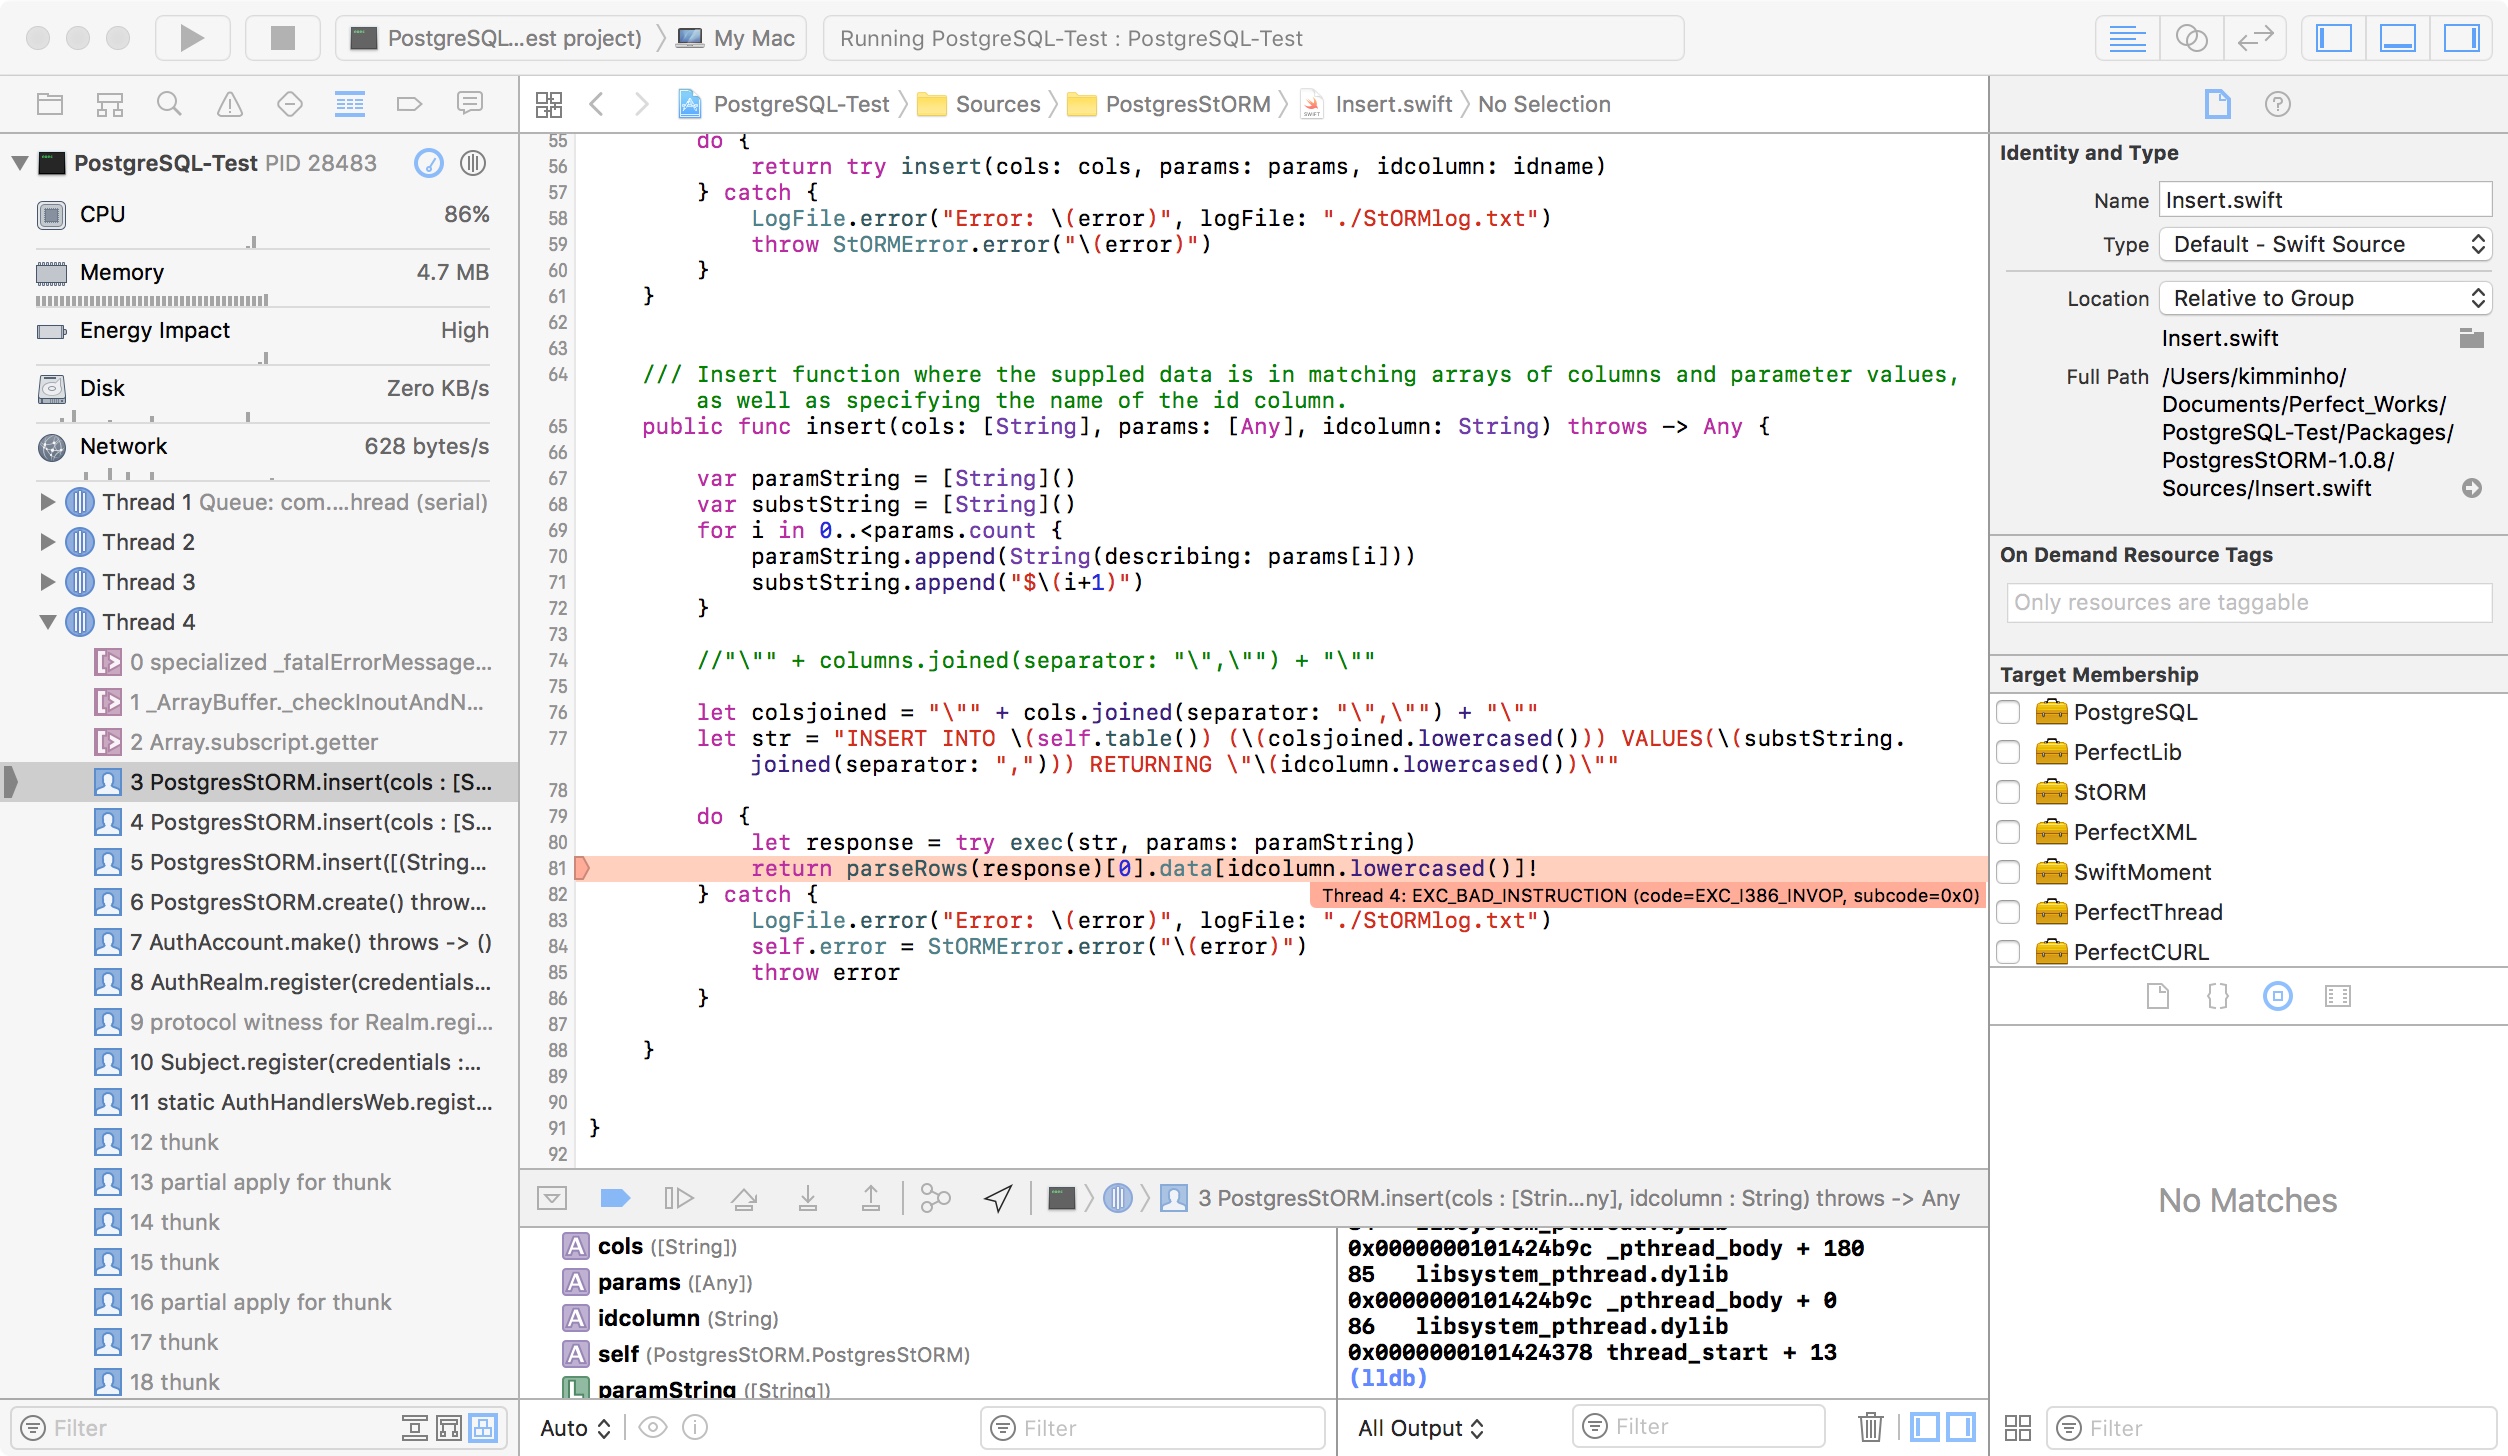 PostgreSQL...est project)
My Mac
Running PostgreSQL-Test : PostgreSQL-Test
PostgreSQL-Test
Sources
PostgresStORM
Insert.swift
No Selection
PostgreSQL-Test PID 28483
CPU 86%
Memory 4.7 MB
Energy Impact High
Disk Zero KB/s
Network 628 bytes/s
Thread 1 Queue: com....hread (serial)
Thread 2
Thread 3
Thread 4
0 specialized _fatalErrorMessage...
1 _ArrayBuffer._checkInoutAndN...
2 Array.subscript.getter
3 PostgresStORM.insert(cols : [S...
4 PostgresStORM.insert(cols : [S...
5 PostgresStORM.insert([(String...
6 PostgresStORM.create() throw...
7 AuthAccount.make() throws -> ()
8 AuthRealm.register(credentials...
9 protocol witness for Realm.regi...
10 Subject.register(credentials :...
11 static AuthHandlersWeb.regist...
12 thunk
13 partial apply for thunk
14 thunk
15 thunk
16 partial apply for thunk
17 thunk
18 thunk
Filter
55 do {
56 return try insert(cols: cols, params: params, idcolumn: idname)
57 } catch {
58 LogFile.error("Error: \(error)", logFile: "./StORMlog.txt")
59 throw StORMError.error("\(error)")
60 }
61 }
62
63
64 /// Insert function where the suppled data is in matching arrays of columns and parameter values,
as well as specifying the name of the id column.
65 public func insert(cols: [String], params: [Any], idcolumn: String) throws -> Any {
66
67 var paramString = [String]()
68 var substString = [String]()
69 for i in 0..<params.count {
70 paramString.append(String(describing: params[i]))
71 substString.append("$\(i+1)")
72 }
73
74 //"\"" + columns.joined(separator: "\",\"") + "\""
75
76 let colsjoined = "\"" + cols.joined(separator: "\",\"") + "\""
77 let str = "INSERT INTO \(self.table()) (\(colsjoined.lowercased())) VALUES(\(substString.
joined(separator: ","))) RETURNING \"\(idcolumn.lowercased())\""
78
79 do {
80 let response = try exec(str, params: paramString)
81 return parseRows(response)[0].data[idcolumn.lowercased()]!
82 } catch {
Thread 4: EXC_BAD_INSTRUCTION (code=EXC_I386_INVOP, subcode=0x0)
83 LogFile.error("Error: \(error)", logFile: "./StORMlog.txt")
84 self.error = StORMError.error("\(error)")
85 throw error
86 }
87
88 }
89
90
91 }
92
3 PostgresStORM.insert(cols : [Strin...ny], idcolumn : String) throws -> Any
A cols ([String])
A params ([Any])
A idcolumn (String)
A self (PostgresStORM.PostgresStORM)
L paramString ([String])
Auto
Filter
0x0000000101424b9c _pthread_body + 180
85 libsystem_pthread.dylib
0x0000000101424b9c _pthread_body + 0
86 libsystem_pthread.dylib
0x0000000101424378 thread_start + 13
(lldb)
All Output
Filter
Identity and Type
Name Insert.swift
Type Default - Swift Source
Location Relative to Group
Insert.swift
Full Path /Users/kimminho/
Documents/Perfect_Works/
PostgreSQL-Test/Packages/
PostgresStORM-1.0.8/
Sources/Insert.swift
On Demand Resource Tags
Only resources are taggable
Target Membership
PostgreSQL
PerfectLib
StORM
PerfectXML
SwiftMoment
PerfectThread
PerfectCURL
No Matches
Filter